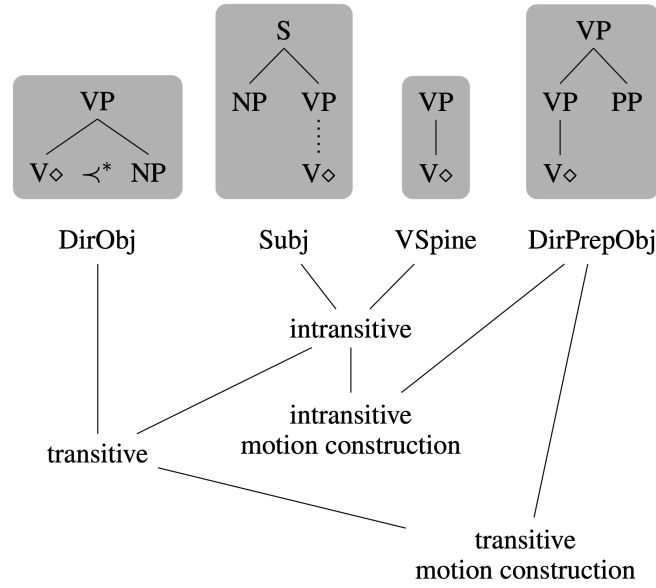 S
VP
VP
NP VP
VP
VP PP
V◇ ≺* NP
V◇
V◇
V◇
DirObj
Subj
VSpine
DirPrepObj
intransitive
intransitive
motion construction
transitive
transitive
motion construction